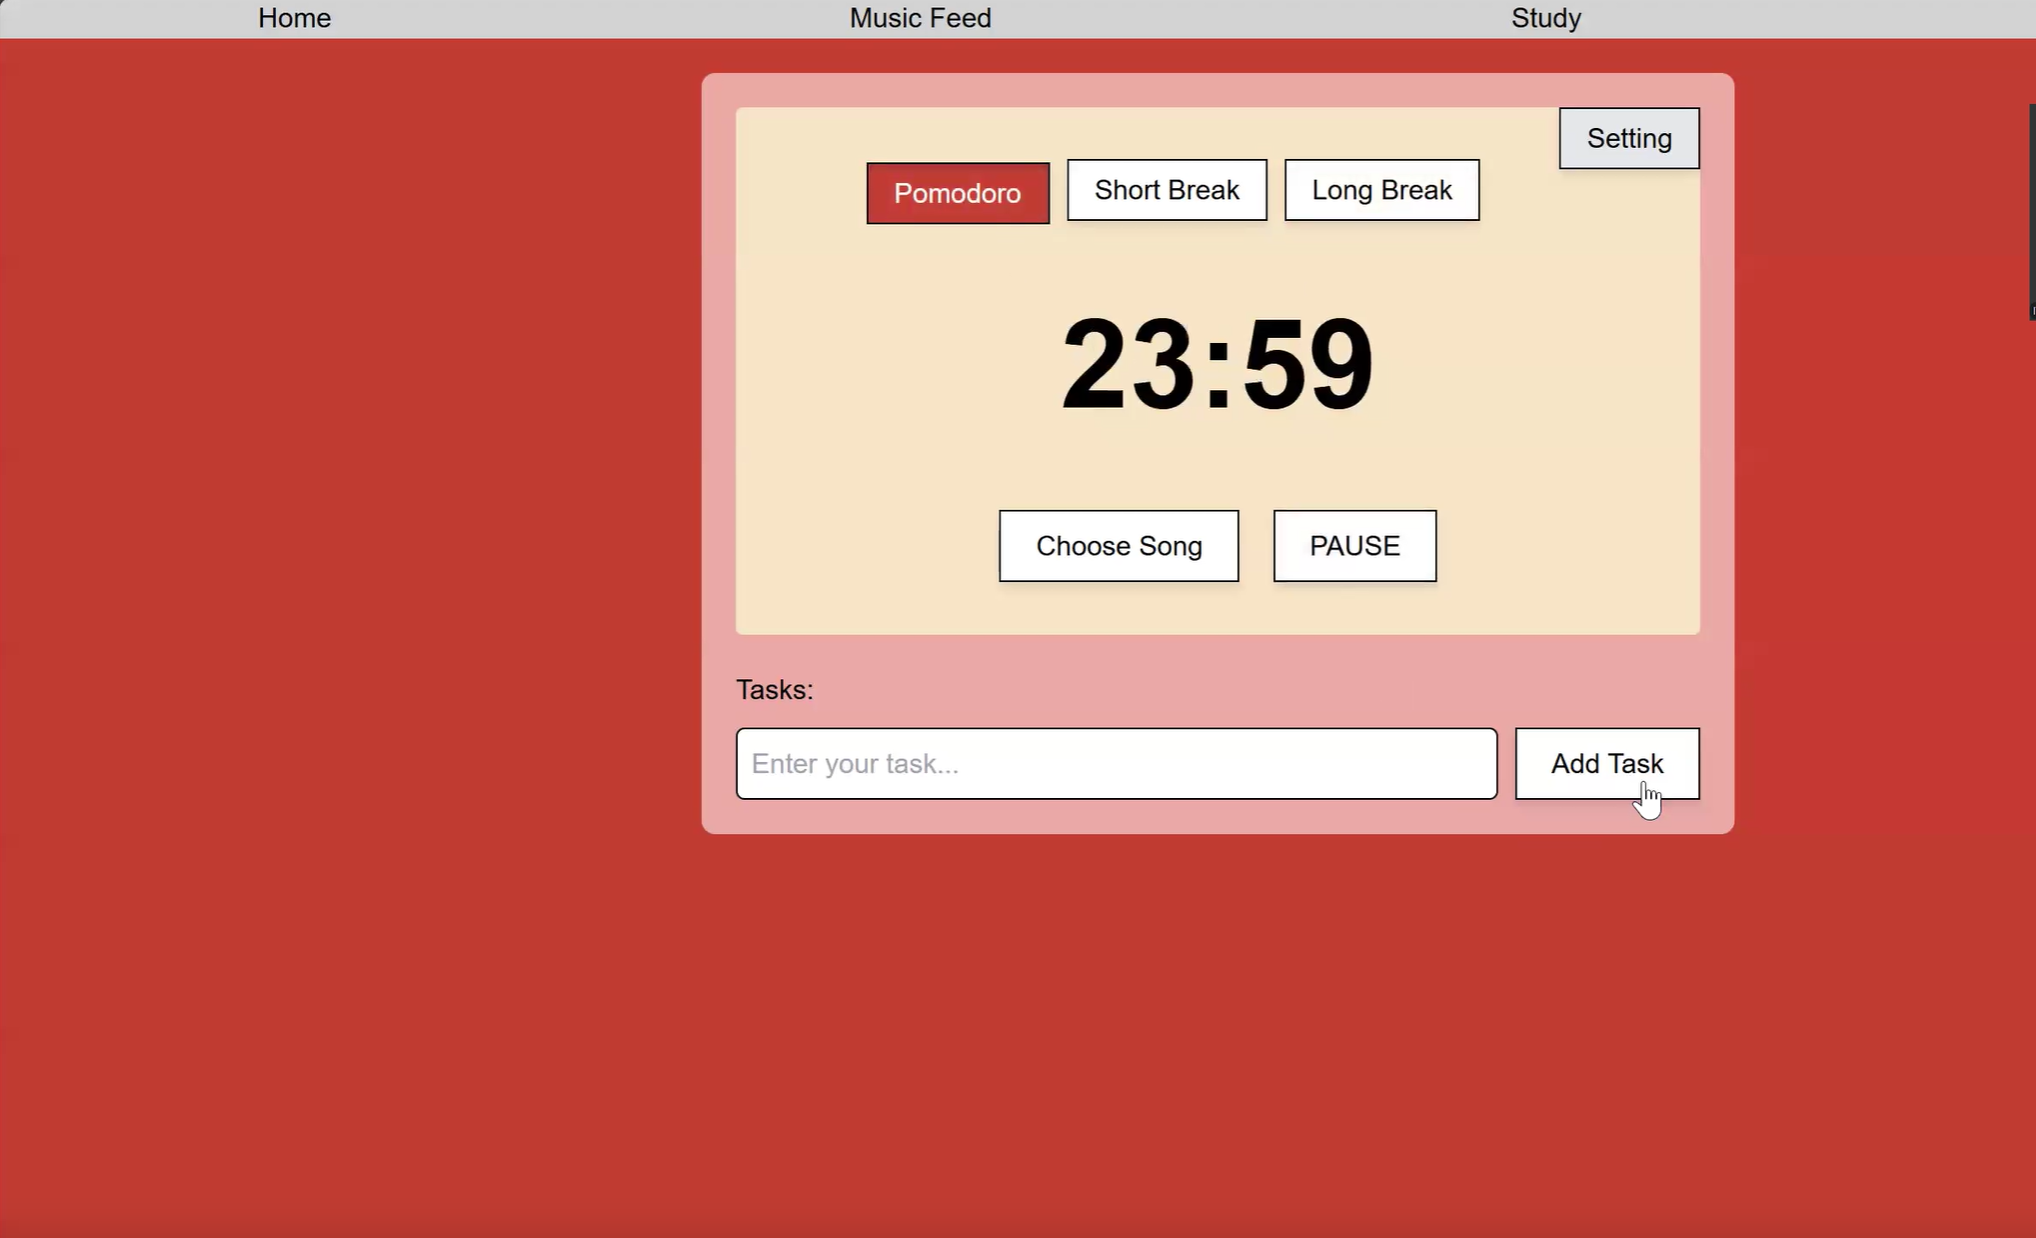 Home Music Feed Study
Setting
Pomodoro Short Break Long Break
23:59
Choose Song PAUSE
Tasks:
Enter your task...
Add Task